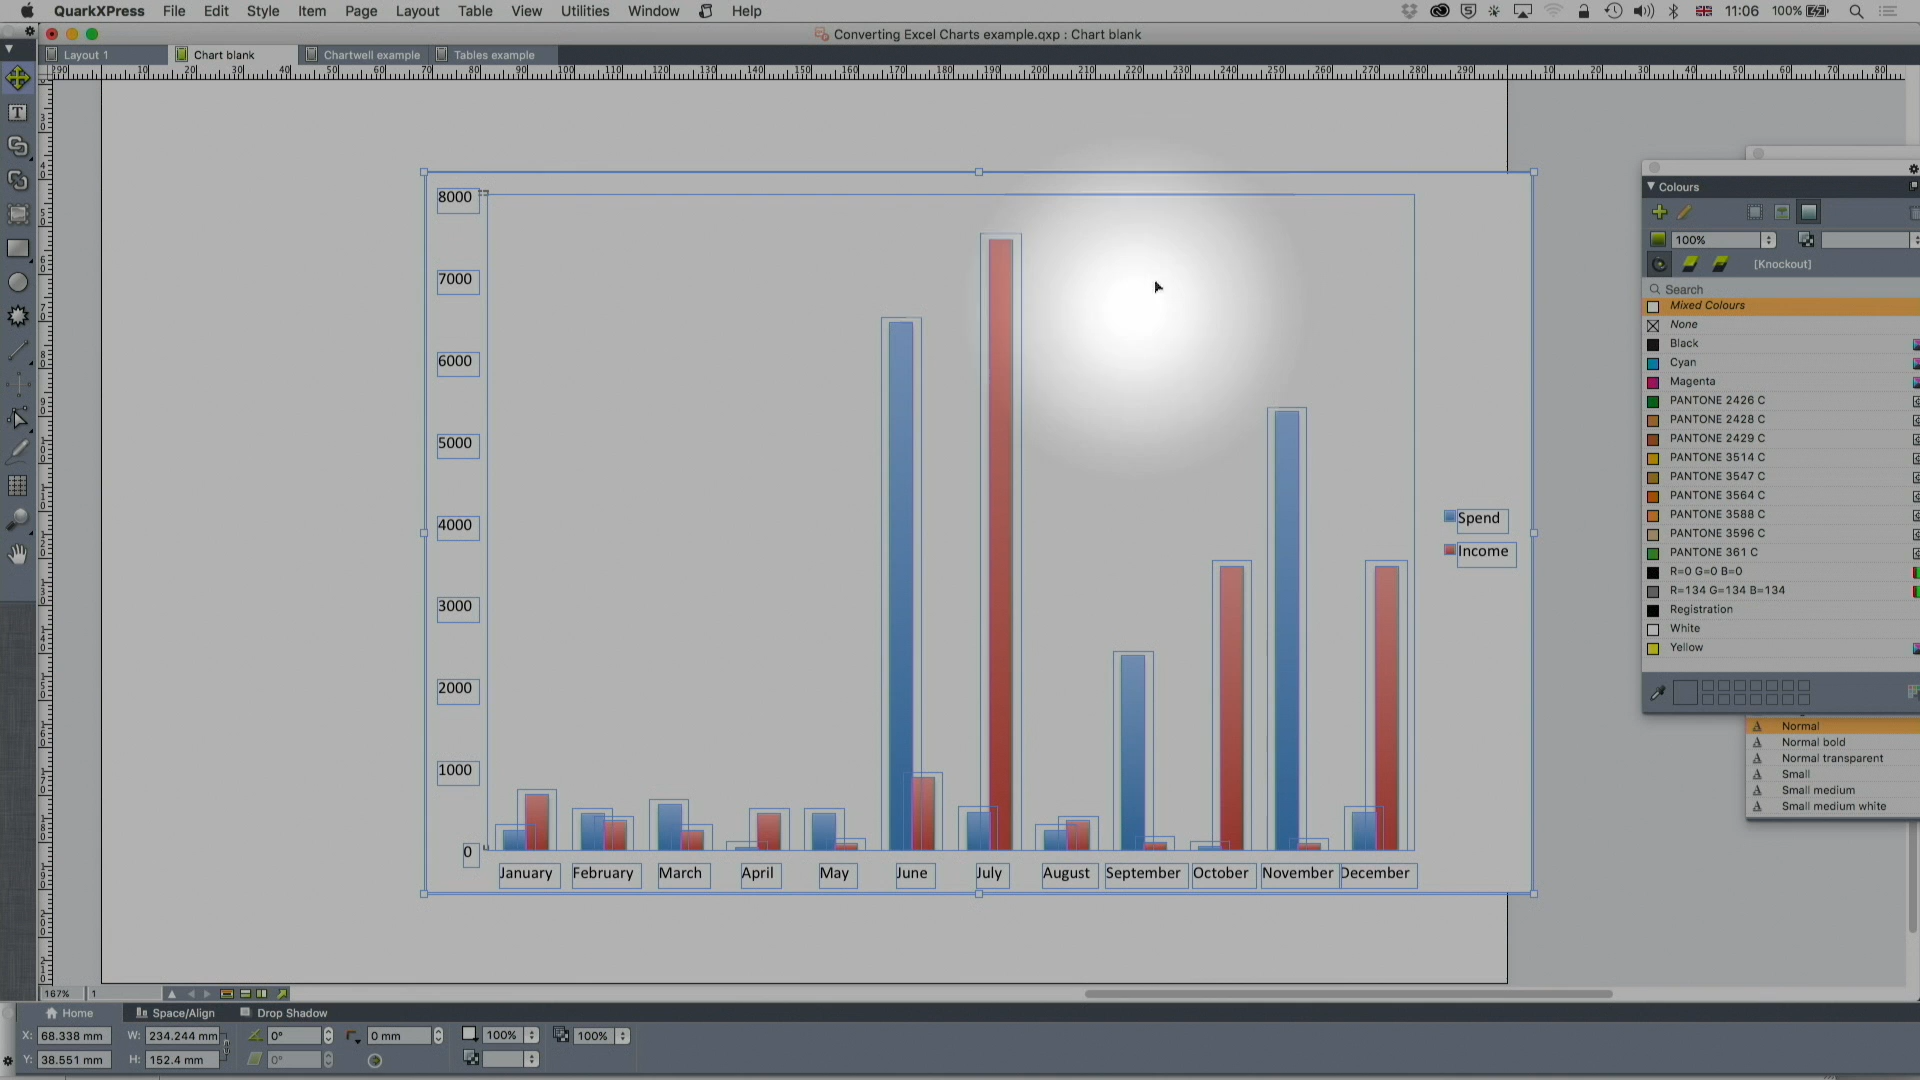 QuarkXPress File Edit Style Item Page Layout Table View Utilities Window Help 11:06 100%
Converting Excel Charts example.qxp : Chart blank
Layout 1 Chart blank Chartwell example Tables example
8000
7000
6000
5000
4000
3000
2000
1000
0
January February March April May June July August September October November December
Spend
Income
Colours
100%
[Knockout]
Search
Mixed Colours
None
Black
Cyan
Magenta
PANTONE 2426 C
PANTONE 2428 C
PANTONE 2429 C
PANTONE 3514 C
PANTONE 3547 C
PANTONE 3564 C
PANTONE 3588 C
PANTONE 3596 C
PANTONE 361 C
R=0 G=0 B=0
R=134 G=134 B=134
Registration
White
Yellow
Normal
Normal bold
Normal transparent
Small
Small medium
Small medium white
167% 1
Home Space/Align Drop Shadow
X: 68.338 mm W: 234.244 mm 0° 0 mm 100% 100%
Y: 38.551 mm H: 152.4 mm 0°